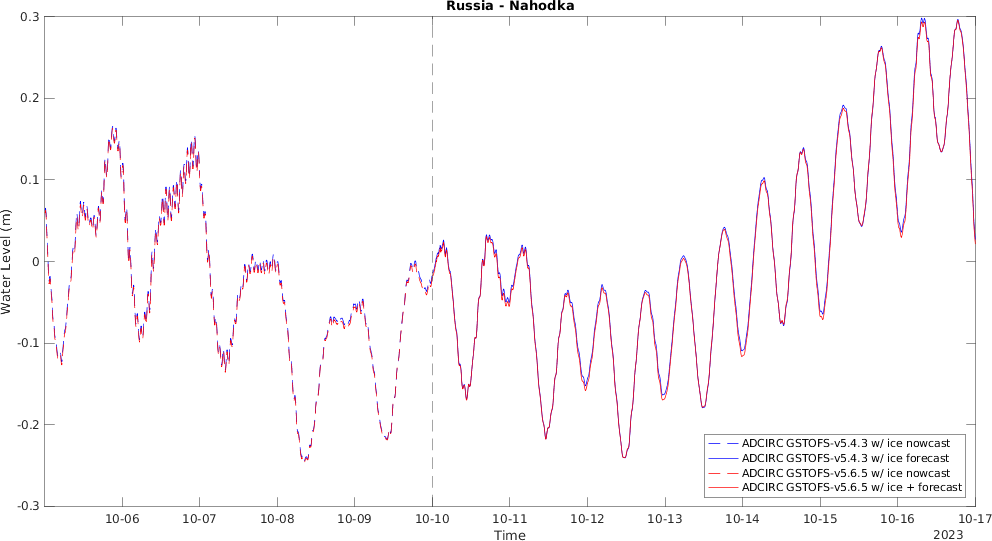 Russia - Nahodka
0.3
0.2
0.1
0
-0.1
-0.2
-0.3
Water Level (m)
10-06 10-07 10-08 10-09 10-10 10-11 10-12 10-13 10-14 10-15 10-16 10-17
Time
2023
ADCIRC GSTOFS-v5.4.3 w/ ice nowcast
ADCIRC GSTOFS-v5.4.3 w/ ice forecast
ADCIRC GSTOFS-v5.6.5 w/ ice nowcast
ADCIRC GSTOFS-v5.6.5 w/ ice + forecast